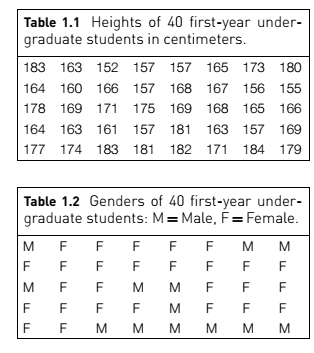 Table 1.1 Heights of 40 first-year under-
graduate students in centimeters.
183 163 152 157 157 165 173 180
164 160 166 157 168 167 156 155
178 169 171 175 169 168 165 166
164 163 161 157 181 163 157 169
177 174 183 181 182 171 184 179
Table 1.2 Genders of 40 first-year under-
graduate students: M = Male, F = Female.
M F F F F F M M
F F F F F F F F
M F F M M F F F
F F F F M F F F
F F M M M M M M